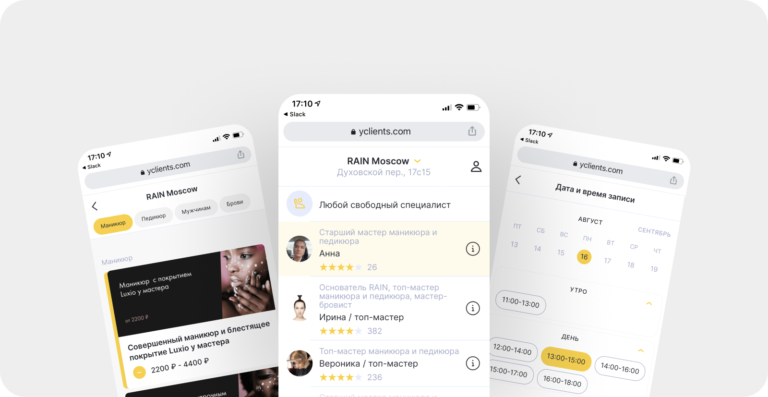 17:10
Slack
yclients.com
RAIN Moscow
Маникюр
Педикюр
Мужчинам
Брови
Маникюр
Маникюр с покрытием
Luxio у мастера
от 2200 ₽
Совершенный маникюр и блестящее
покрытие Luxio у мастера
2200 ₽ - 4400 ₽
17:10
Slack
yclients.com
RAIN Moscow
Духовской пер., 17с15
Любой свободный специалист
Старший мастер маникюра и
педикюра
Анна
26
Основатель RAIN, топ-мастер
маникюра и педикюра, мастер-
бровист
Ирина / топ-мастер
382
Топ-мастер маникюра и педикюра
Вероника / топ-мастер
236
17:10
Slack
yclients.com
Дата и время записи
АВГУСТ
СЕНТЯБРЬ
ПТ СБ ВС ПН ВТ СР ЧТ
13 14 15 16 17 18 19
УТРО
11:00-13:00
ДЕНЬ
12:00-14:00
13:00-15:00
14:00-16:00
15:00-17:00
16:00-18:00